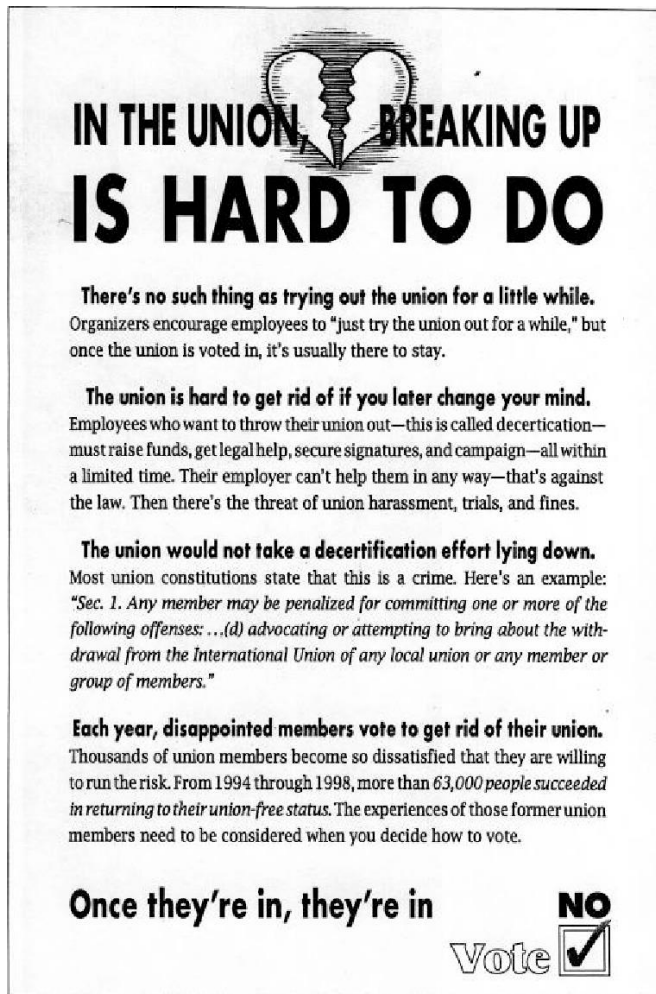 IN THE UNION, BREAKING UP
IS HARD TO DO
There's no such thing as trying out the union for a little while.
Organizers encourage employees to "just try the union out for a while," but
once the union is voted in, it's usually there to stay.
The union is hard to get rid of if you later change your mind.
Employees who want to throw their union out—this is called decertication—
must raise funds, get legal help, secure signatures, and campaign—all within
a limited time. Their employer can't help them in any way—that's against
the law. Then there's the threat of union harassment, trials, and fines.
The union would not take a decertification effort lying down.
Most union constitutions state that this is a crime. Here's an example:
"Sec. 1. Any member may be penalized for committing one or more of the
following offenses: ...(d) advocating or attempting to bring about the with-
drawal from the International Union of any local union or any member or
group of members."
Each year, disappointed members vote to get rid of their union.
Thousands of union members become so dissatisfied that they are willing
to run the risk. From 1994 through 1998, more than 63,000 people succeeded
in returning to their union-free status. The experiences of those former union
members need to be considered when you decide how to vote.
Once they're in, they're in
NO
Vote